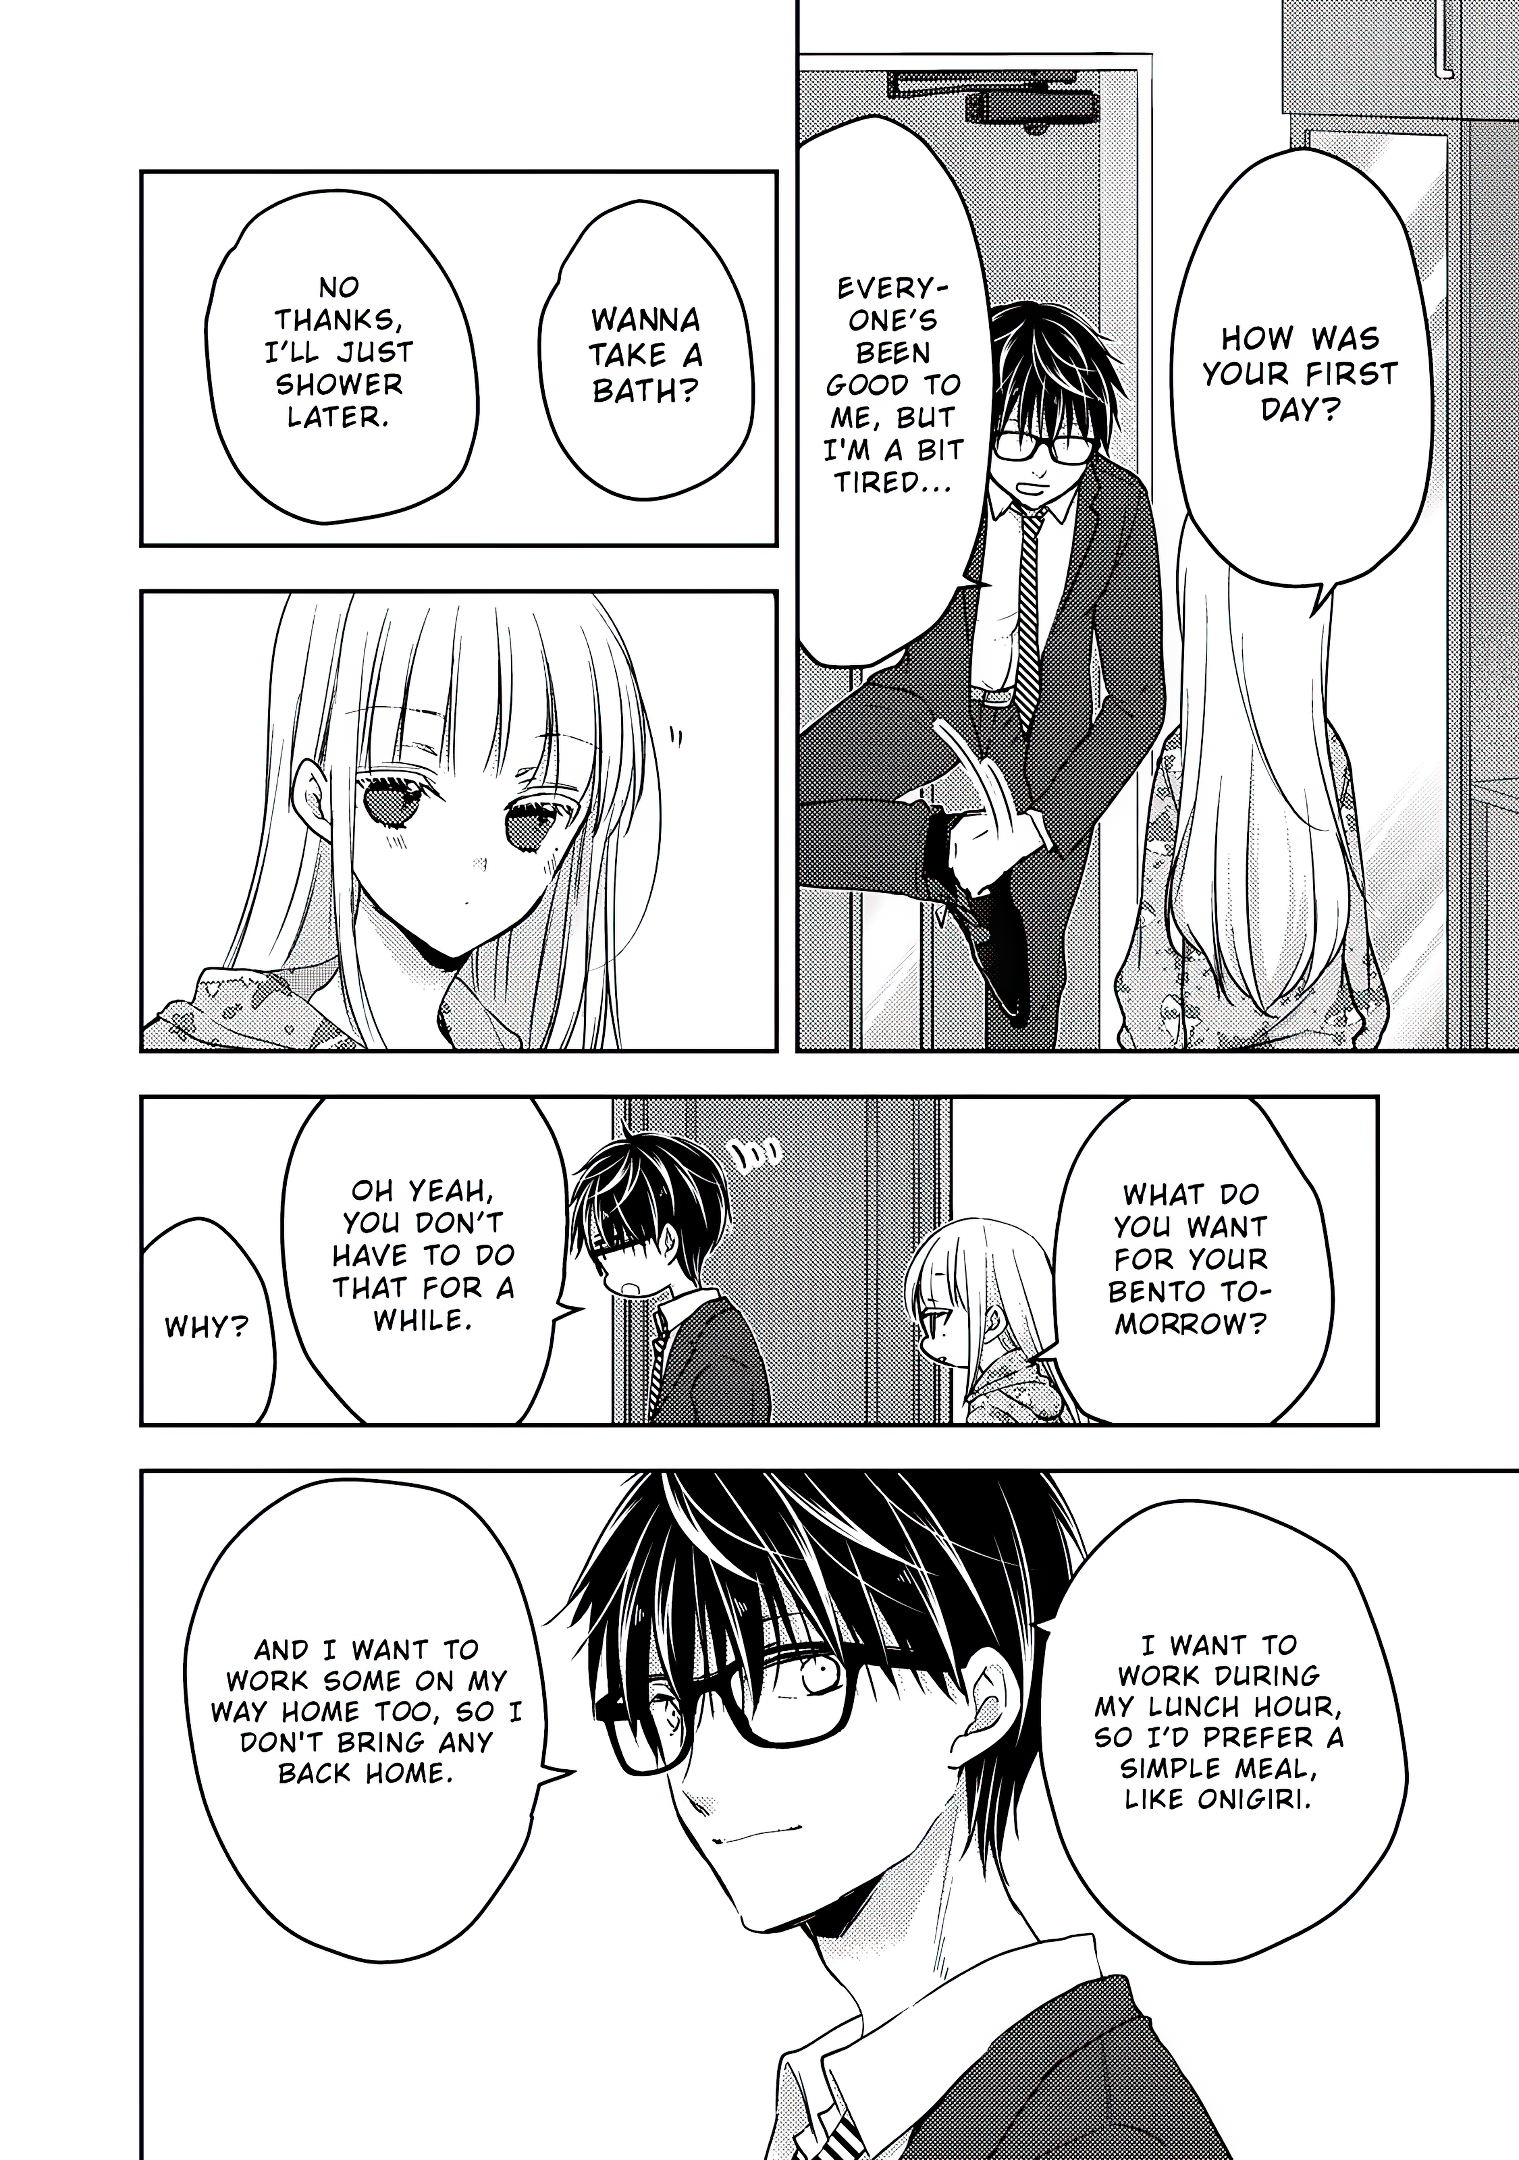 HOW WAS
YOUR FIRST
DAY?
EVERY-
ONE'S
BEEN
GOOD TO
ME, BUT
I'M A BIT
TIRED...
WANNA
TAKE A
BATH?
NO
THANKS,
I'LL JUST
SHOWER
LATER.
WHAT DO
YOU WANT
FOR YOUR
BENTO TO-
MORROW?
OH YEAH,
YOU DON'T
HAVE TO DO
THAT FOR A
WHILE.
WHY?
I WANT TO
WORK DURING
MY LUNCH HOUR,
SO I'D PREFER A
SIMPLE MEAL,
LIKE ONIGIRI.
AND I WANT TO
WORK SOME ON MY
WAY HOME TOO, SO I
DON'T BRING ANY
BACK HOME.